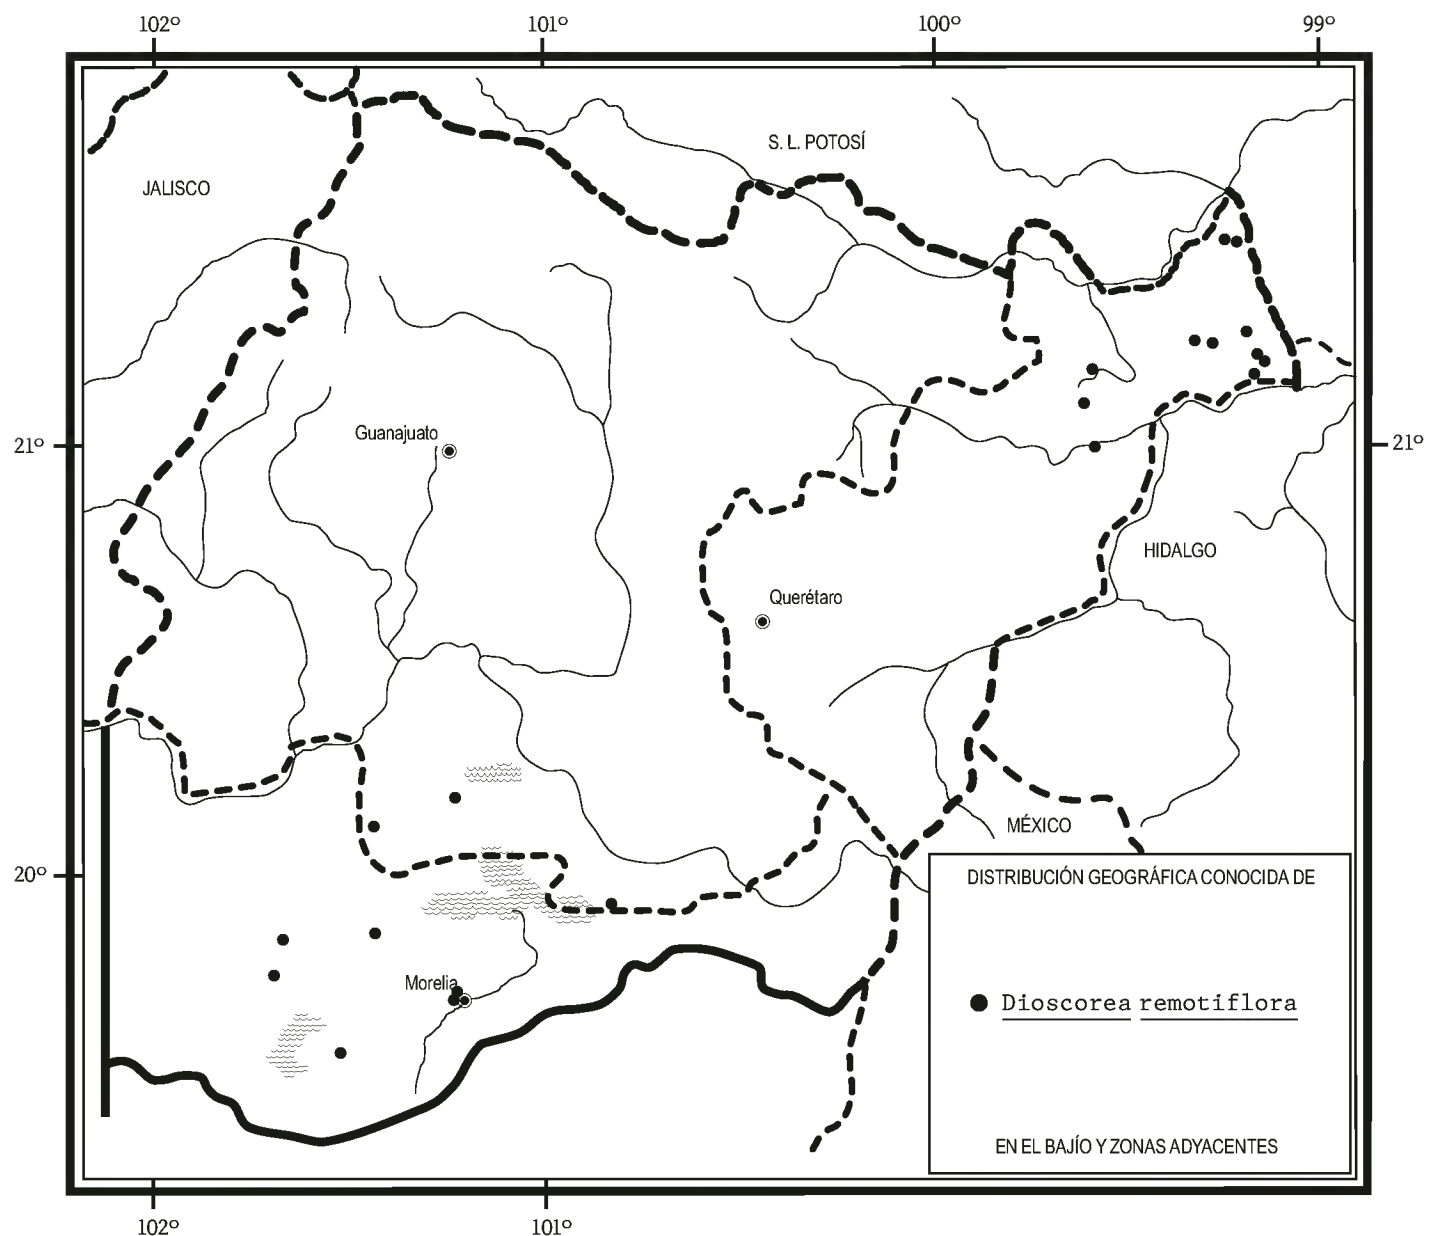 102º 101º 100º 99º
S. L. POTOSÍ
JALISCO
Guanajuato
21º 21º
HIDALGO
Querétaro
MÉXICO
20º
DISTRIBUCIÓN GEOGRÁFICA CONOCIDA DE
Morelia
Dioscorea remotiflora
EN EL BAJÍO Y ZONAS ADYACENTES
102º 101º